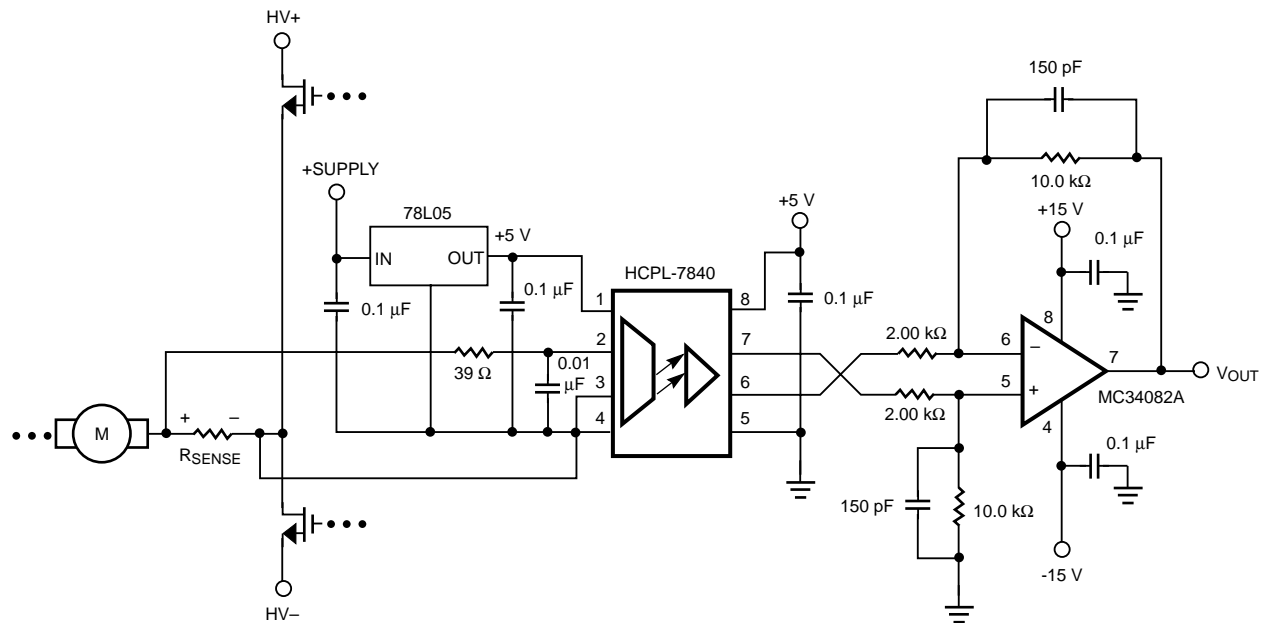 HV+
150 pF
10.0 kΩ
+SUPPLY
78L05
+5 V
IN
OUT
0.1 µF
0.1 µF
HCPL-7840
+5 V
0.1 µF
+15 V
0.1 µF
1
2
3
4
8
7
6
5
39 Ω
0.01
µF
2.00 kΩ
2.00 kΩ
8
6
−
5
+
7
4
MC34082A
VOUT
0.1 µF
M
+
–
RSENSE
150 pF
10.0 kΩ
-15 V
HV–